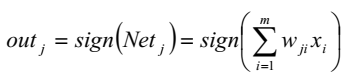 out_j = sign(Net_j) = sign(∑_{i=1}^{m} w_{ji}x_i)